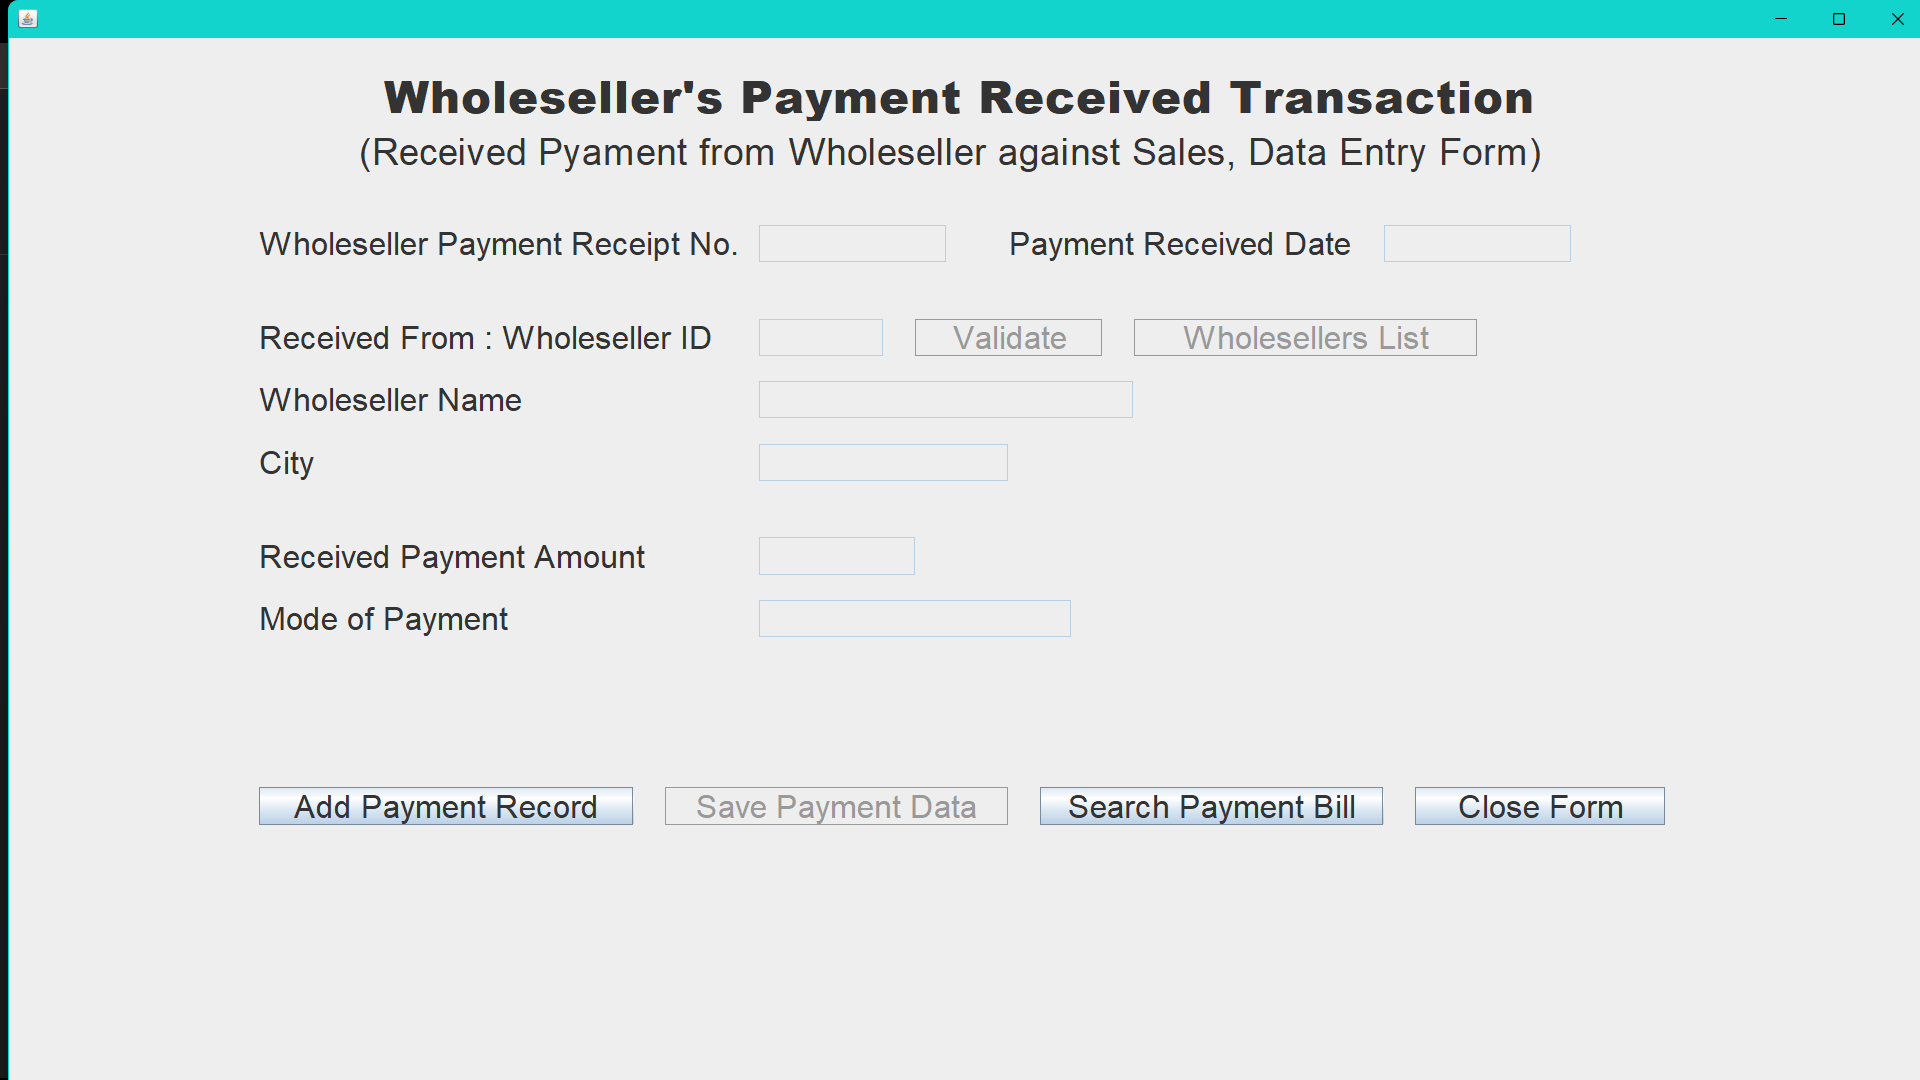 Wholeseller's Payment Received Transaction
(Received Pyament from Wholeseller against Sales, Data Entry Form)
Wholeseller Payment Receipt No. Payment Received Date
Received From : Wholeseller ID Validate Wholesellers List
Wholeseller Name
City
Received Payment Amount
Mode of Payment
Add Payment Record Save Payment Data Search Payment Bill Close Form